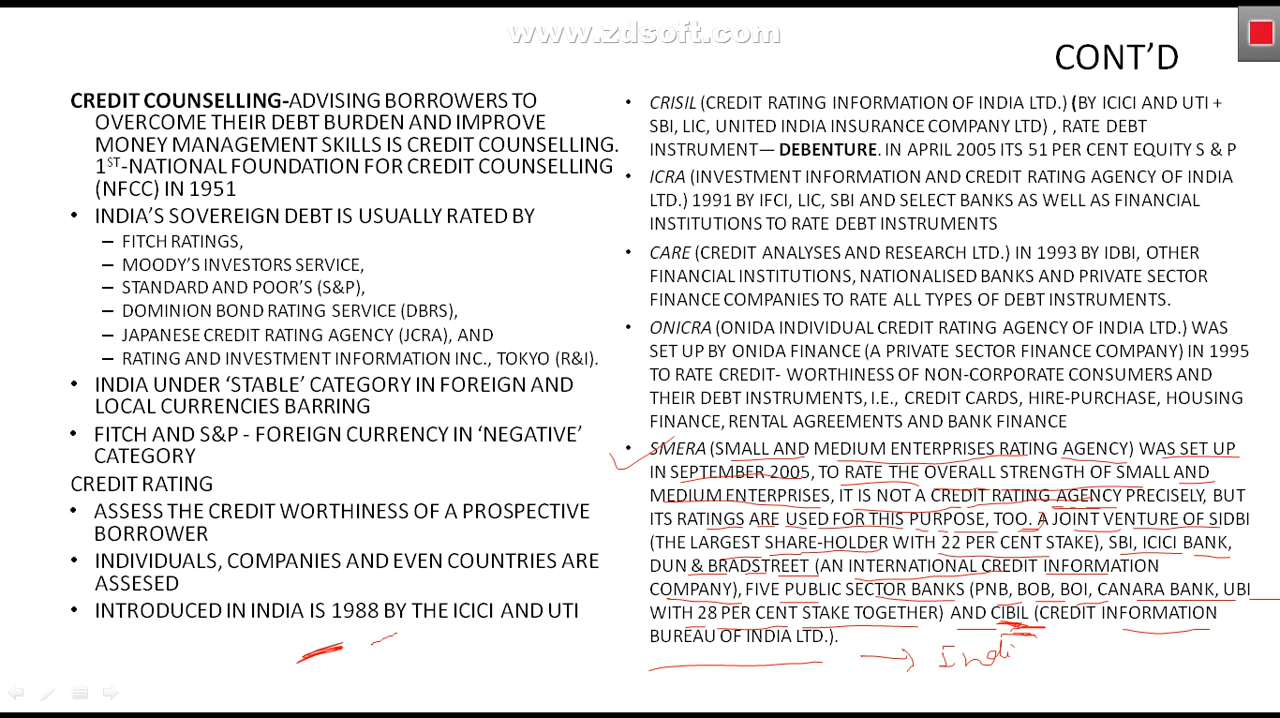 www.zdsoft.com
CONT'D
CREDIT COUNSELLING-ADVISING BORROWERS TO
OVERCOME THEIR DEBT BURDEN AND IMPROVE
MONEY MANAGEMENT SKILLS IS CREDIT COUNSELLING.
1ST-NATIONAL FOUNDATION FOR CREDIT COUNSELLING
(NFCC) IN 1951
• INDIA'S SOVEREIGN DEBT IS USUALLY RATED BY
– FITCH RATINGS,
– MOODY'S INVESTORS SERVICE,
– STANDARD AND POOR'S (S&P),
– DOMINION BOND RATING SERVICE (DBRS),
– JAPANESE CREDIT RATING AGENCY (JCRA), AND
– RATING AND INVESTMENT INFORMATION INC., TOKYO (R&I).
• INDIA UNDER 'STABLE' CATEGORY IN FOREIGN AND
LOCAL CURRENCIES BARRING
• FITCH AND S&P - FOREIGN CURRENCY IN 'NEGATIVE'
CATEGORY
CREDIT RATING
• ASSESS THE CREDIT WORTHINESS OF A PROSPECTIVE
BORROWER
• INDIVIDUALS, COMPANIES AND EVEN COUNTRIES ARE
ASSESED
• INTRODUCED IN INDIA IS 1988 BY THE ICICI AND UTI
• CRISIL (CREDIT RATING INFORMATION OF INDIA LTD.) (BY ICICI AND UTI +
SBI, LIC, UNITED INDIA INSURANCE COMPANY LTD) , RATE DEBT
INSTRUMENT— DEBENTURE. IN APRIL 2005 ITS 51 PER CENT EQUITY S & P
• ICRA (INVESTMENT INFORMATION AND CREDIT RATING AGENCY OF INDIA
LTD.) 1991 BY IFCI, LIC, SBI AND SELECT BANKS AS WELL AS FINANCIAL
INSTITUTIONS TO RATE DEBT INSTRUMENTS
• CARE (CREDIT ANALYSES AND RESEARCH LTD.) IN 1993 BY IDBI, OTHER
FINANCIAL INSTITUTIONS, NATIONALISED BANKS AND PRIVATE SECTOR
FINANCE COMPANIES TO RATE ALL TYPES OF DEBT INSTRUMENTS.
• ONICRA (ONIDA INDIVIDUAL CREDIT RATING AGENCY OF INDIA LTD.) WAS
SET UP BY ONIDA FINANCE (A PRIVATE SECTOR FINANCE COMPANY) IN 1995
TO RATE CREDIT- WORTHINESS OF NON-CORPORATE CONSUMERS AND
THEIR DEBT INSTRUMENTS, I.E., CREDIT CARDS, HIRE-PURCHASE, HOUSING
FINANCE, RENTAL AGREEMENTS AND BANK FINANCE
• SMERA (SMALL AND MEDIUM ENTERPRISES RATING AGENCY) WAS SET UP
IN SEPTEMBER 2005, TO RATE THE OVERALL STRENGTH OF SMALL AND
MEDIUM ENTERPRISES, IT IS NOT A CREDIT RATING AGENCY PRECISELY, BUT
ITS RATINGS ARE USED FOR THIS PURPOSE, TOO. A JOINT VENTURE OF SIDBI
(THE LARGEST SHARE-HOLDER WITH 22 PER CENT STAKE), SBI, ICICI BANK,
DUN & BRADSTREET (AN INTERNATIONAL CREDIT INFORMATION
COMPANY), FIVE PUBLIC SECTOR BANKS (PNB, BOB, BOI, CANARA BANK, UBI
WITH 28 PER CENT STAKE TOGETHER) AND CIBIL (CREDIT INFORMATION
BUREAU OF INDIA LTD.).
Indi